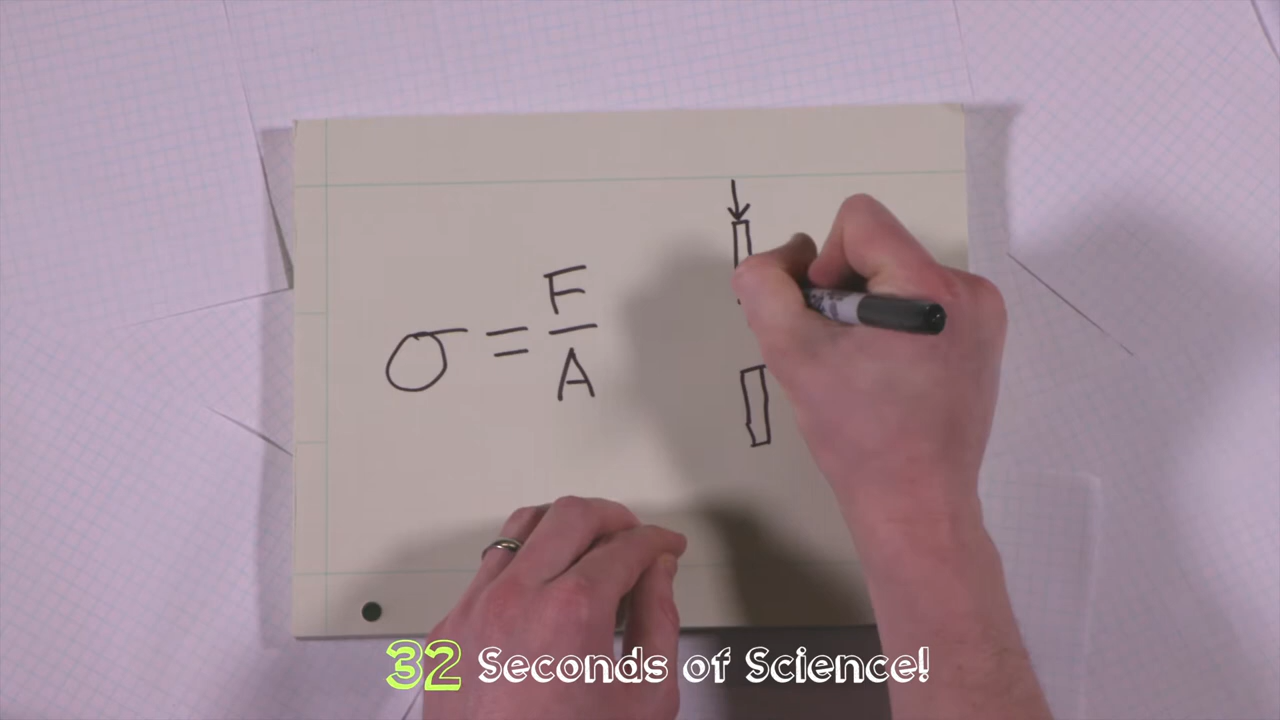 σ = F/A
32 Seconds of Science!